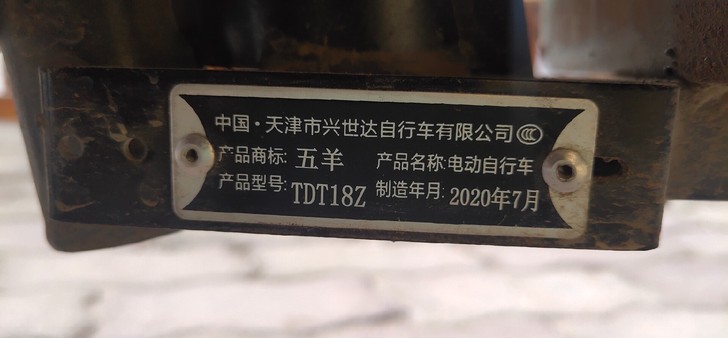 中国·天津市兴世达自行车有限公司
产品商标: 五羊 产品名称:电动自行车
产品型号: TDT18Z 制造年月: 2020年7月